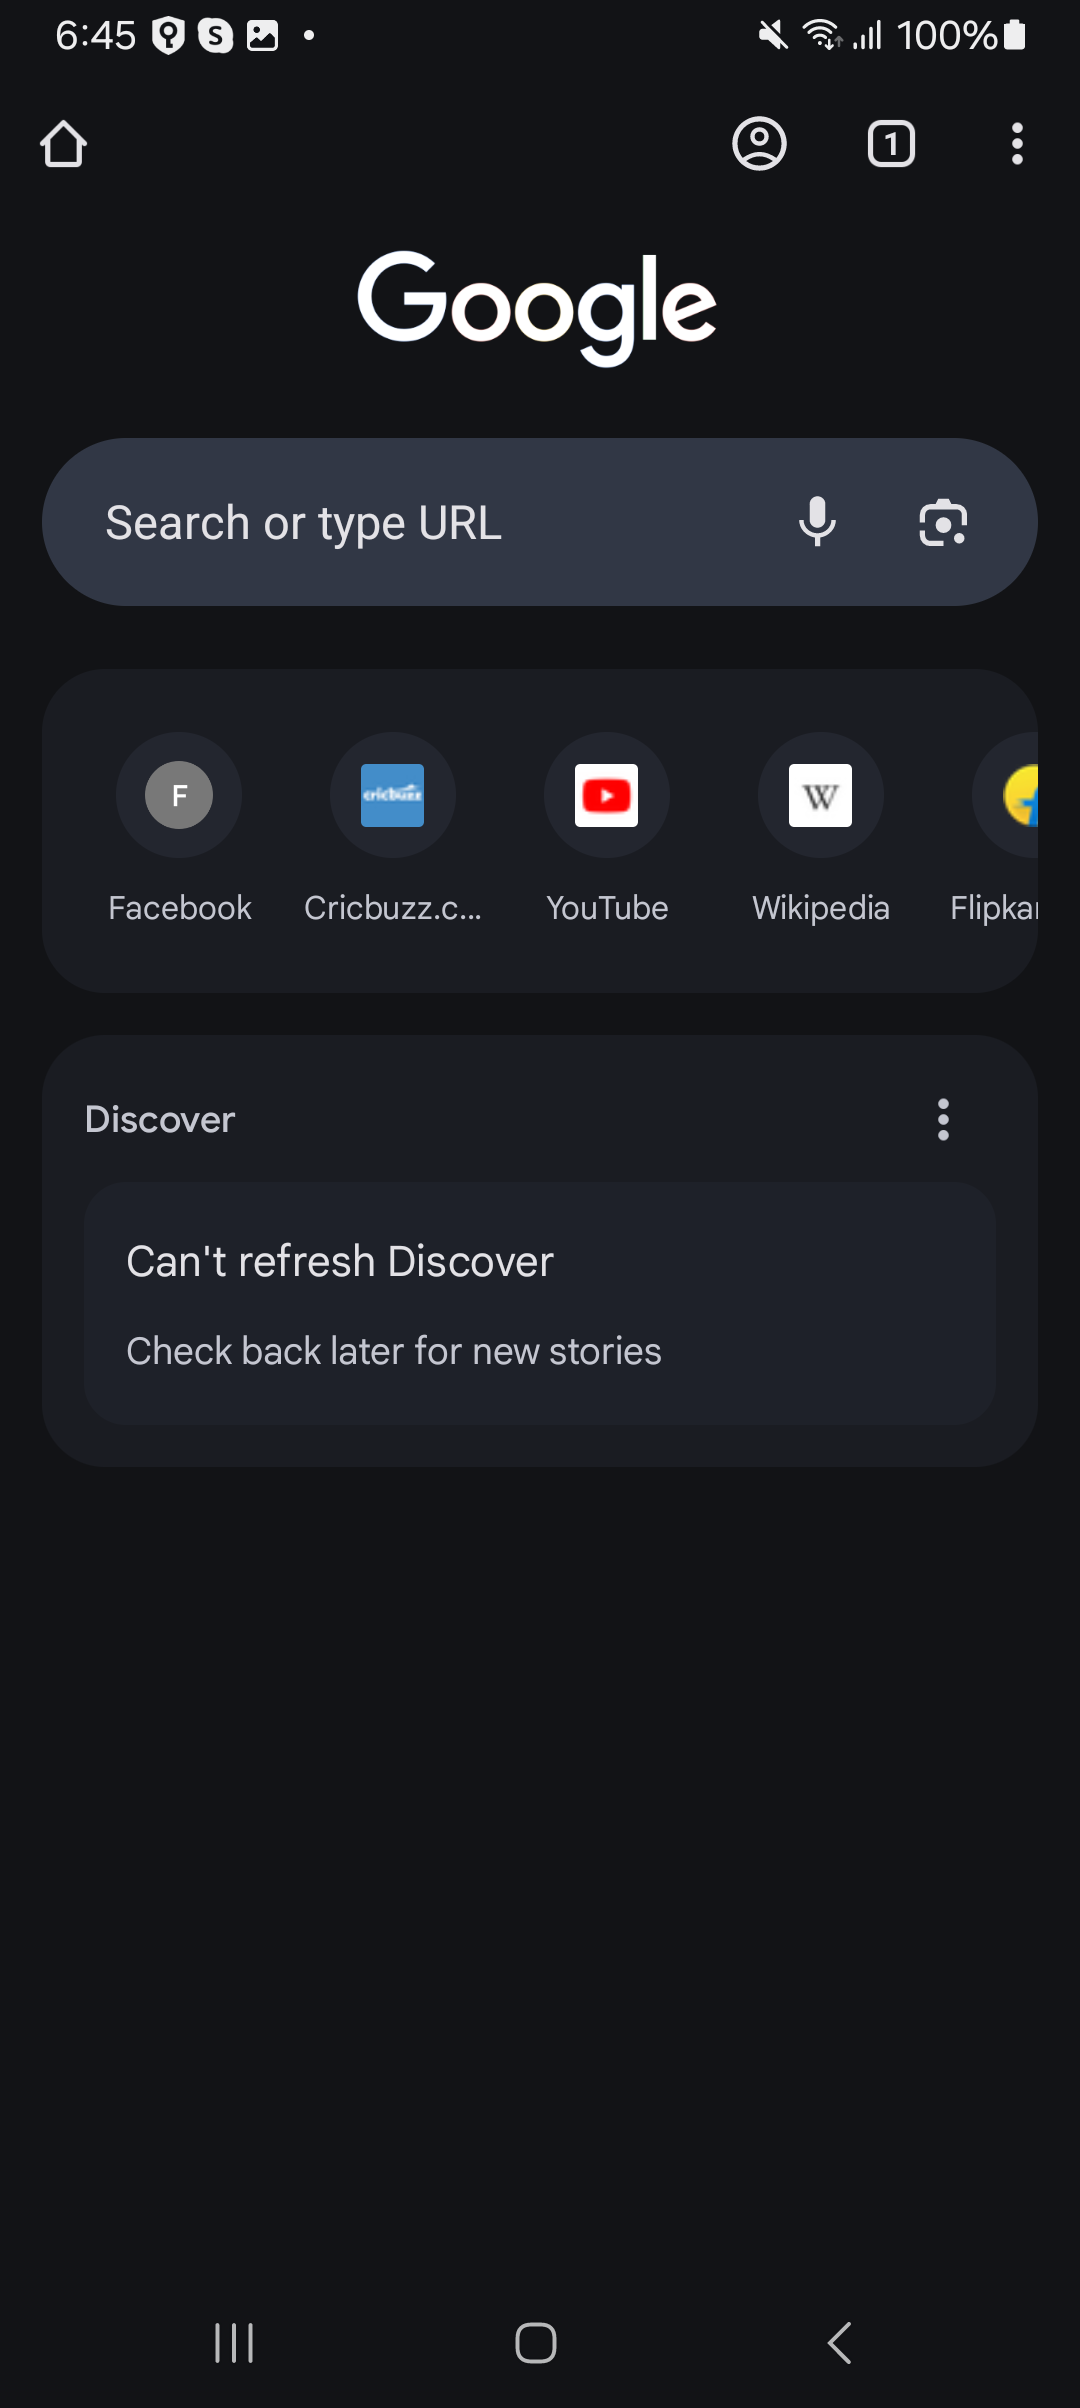 6:45
S
100%
1
Google
Search or type URL
F
cricbuzz
W
Facebook
Cricbuzz.c...
YouTube
Wikipedia
Flipkar
Discover
Can't refresh Discover
Check back later for new stories